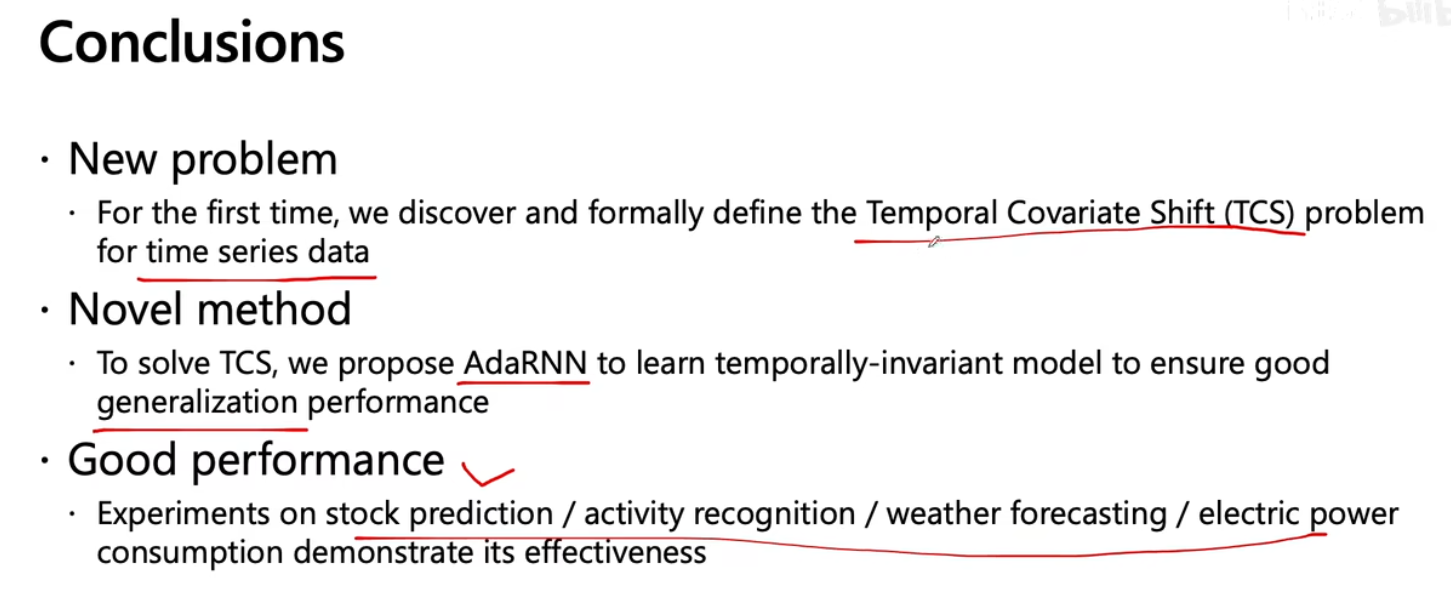 Conclusions
· New problem
· For the first time, we discover and formally define the Temporal Covariate Shift (TCS) problem
for time series data
· Novel method
· To solve TCS, we propose AdaRNN to learn temporally-invariant model to ensure good
generalization performance
· Good performance
· Experiments on stock prediction / activity recognition / weather forecasting / electric power
consumption demonstrate its effectiveness